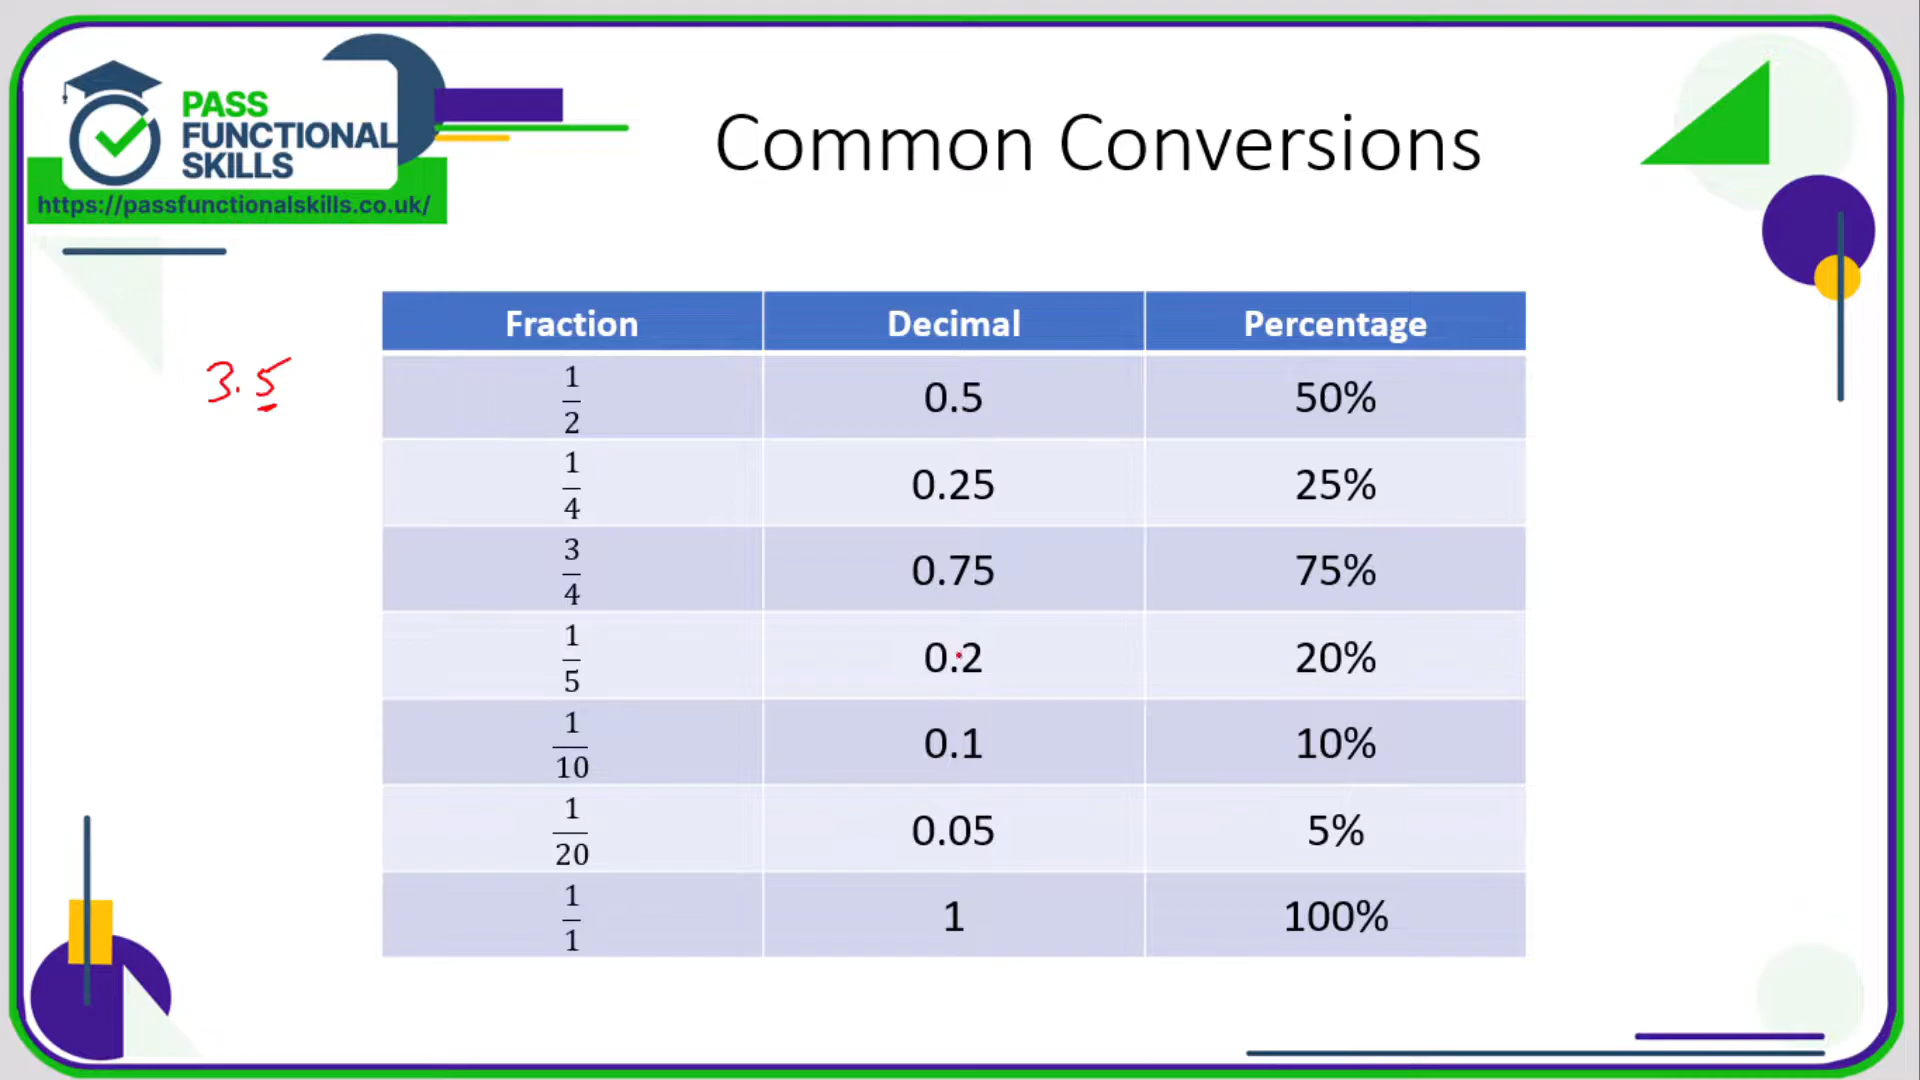 PASS
FUNCTIONAL
SKILLS
https://passfunctionalskills.co.uk/
Common Conversions
3.5
Fraction Decimal Percentage
1/2 0.5 50%
1/4 0.25 25%
3/4 0.75 75%
1/5 0.2 20%
1/10 0.1 10%
1/20 0.05 5%
1/1 1 100%